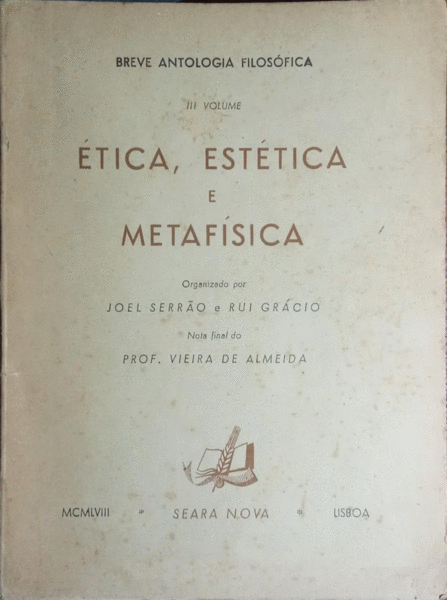 BREVE ANTOLOGIA FILOSÓFICA
III VOLUME
ÉTICA, ESTÉTICA
E
METAFÍSICA
Organizado por
JOEL SERRÃO e RUI GRÁCIO
Nota final do
PROF. VIEIRA DE ALMEIDA
MCMLVIII * SEARA NOVA * LISBOA